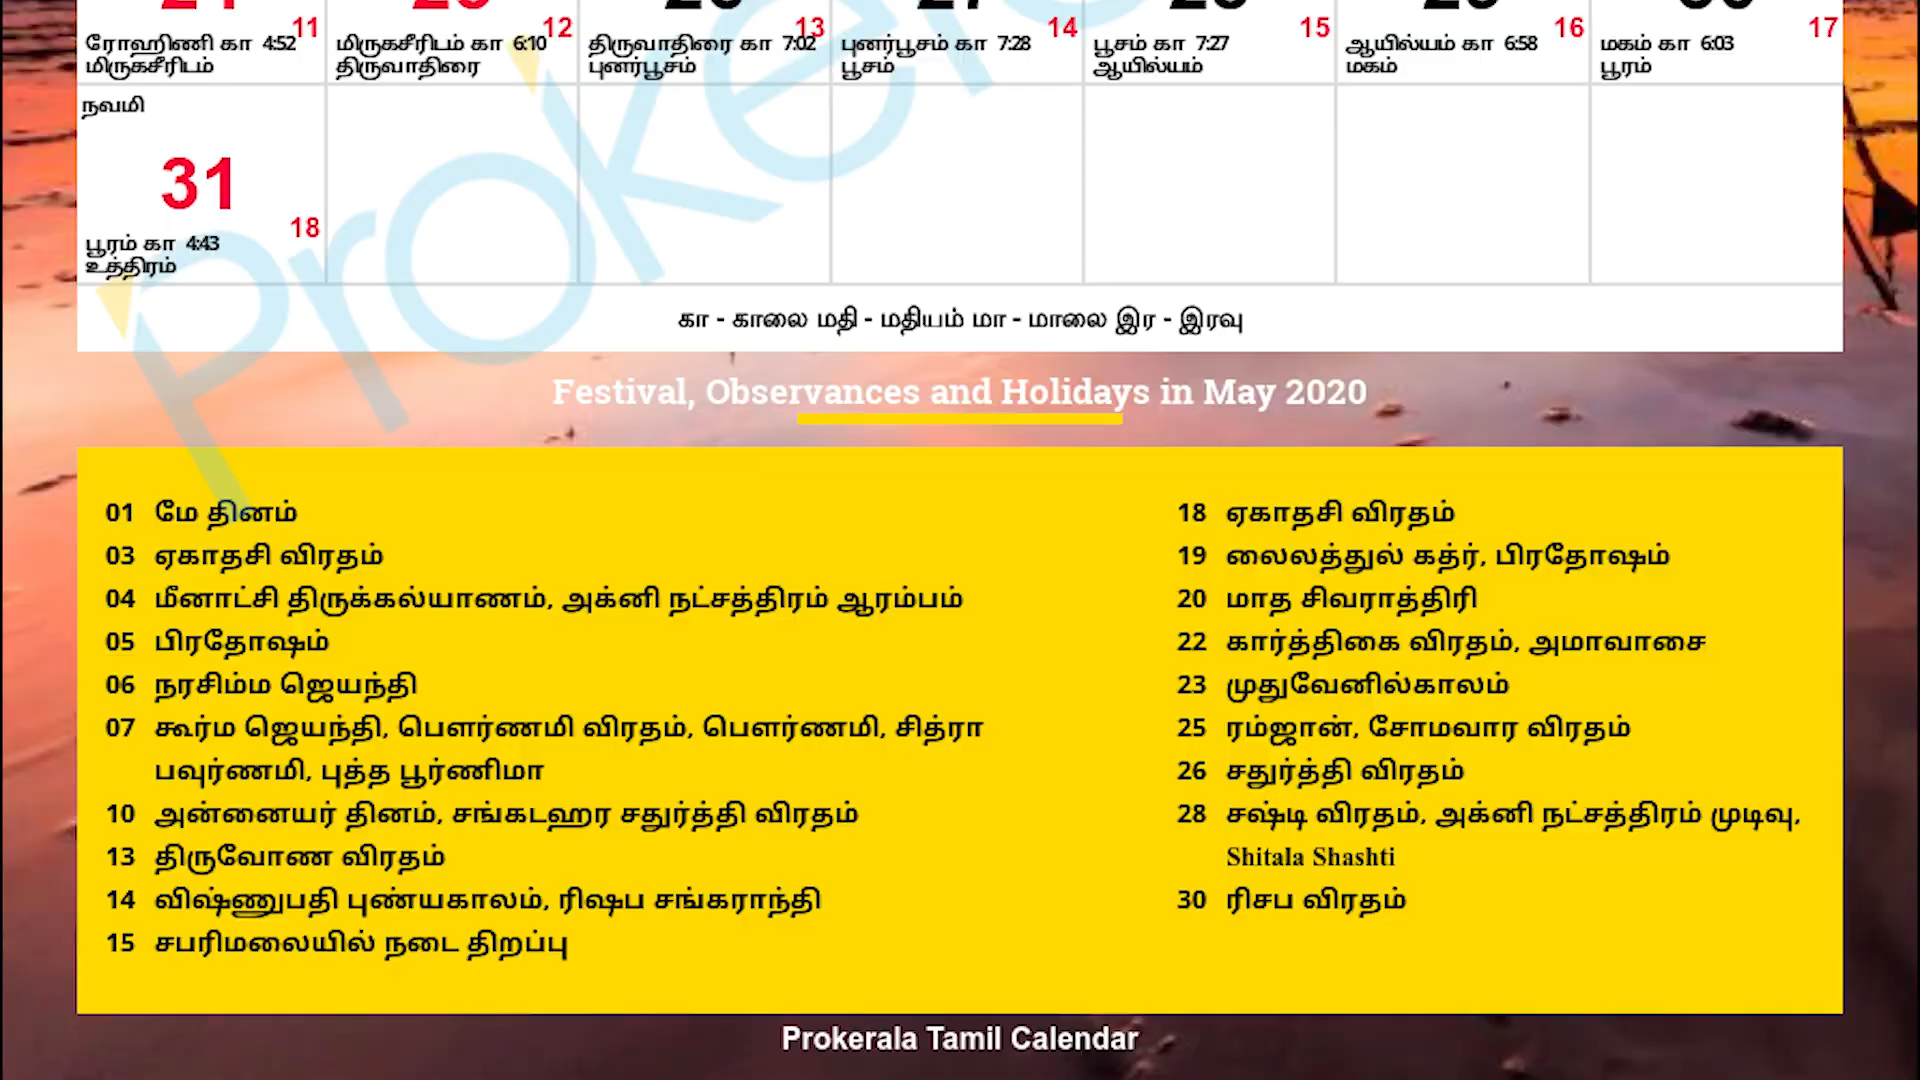 24 25 26 27 28 29 30
11 12 13 14 15 16 17
ரோஹிணி கா 4:52 மிருகசீரிடம் கா 6:10 திருவாதிரை கா 7:02 புனர்பூசம் கா 7:28 பூசம் கா 7:27 ஆயில்யம் கா 6:58 மகம் கா 6:03
மிருகசீரிடம் திருவாதிரை புனர்பூசம் பூசம் ஆயில்யம் மகம் பூரம்
நவமி
31
18
பூரம் கா 4:43
உத்திரம்
கா - காலை மதி - மதியம் மா - மாலை இர - இரவு
Festival, Observances and Holidays in May 2020
01 மே தினம்
03 ஏகாதசி விரதம்
04 மீனாட்சி திருக்கல்யாணம், அக்னி நட்சத்திரம் ஆரம்பம்
05 பிரதோஷம்
06 நரசிம்ம ஜெயந்தி
07 கூர்ம ஜெயந்தி, பௌர்ணமி விரதம், பௌர்ணமி, சித்ரா
பவுர்ணமி, புத்த பூர்ணிமா
10 அன்னையர் தினம், சங்கடஹர சதுர்த்தி விரதம்
13 திருவோண விரதம்
14 விஷ்ணுபதி புண்யகாலம், ரிஷப சங்கராந்தி
15 சபரிமலையில் நடை திறப்பு
18 ஏகாதசி விரதம்
19 லைலத்துல் கத்ர், பிரதோஷம்
20 மாத சிவராத்திரி
22 கார்த்திகை விரதம், அமாவாசை
23 முதுவேனில்காலம்
25 ரம்ஜான், சோமவார விரதம்
26 சதுர்த்தி விரதம்
28 சஷ்டி விரதம், அக்னி நட்சத்திரம் முடிவு,
Shitala Shashti
30 ரிசப விரதம்
Prokerala Tamil Calendar